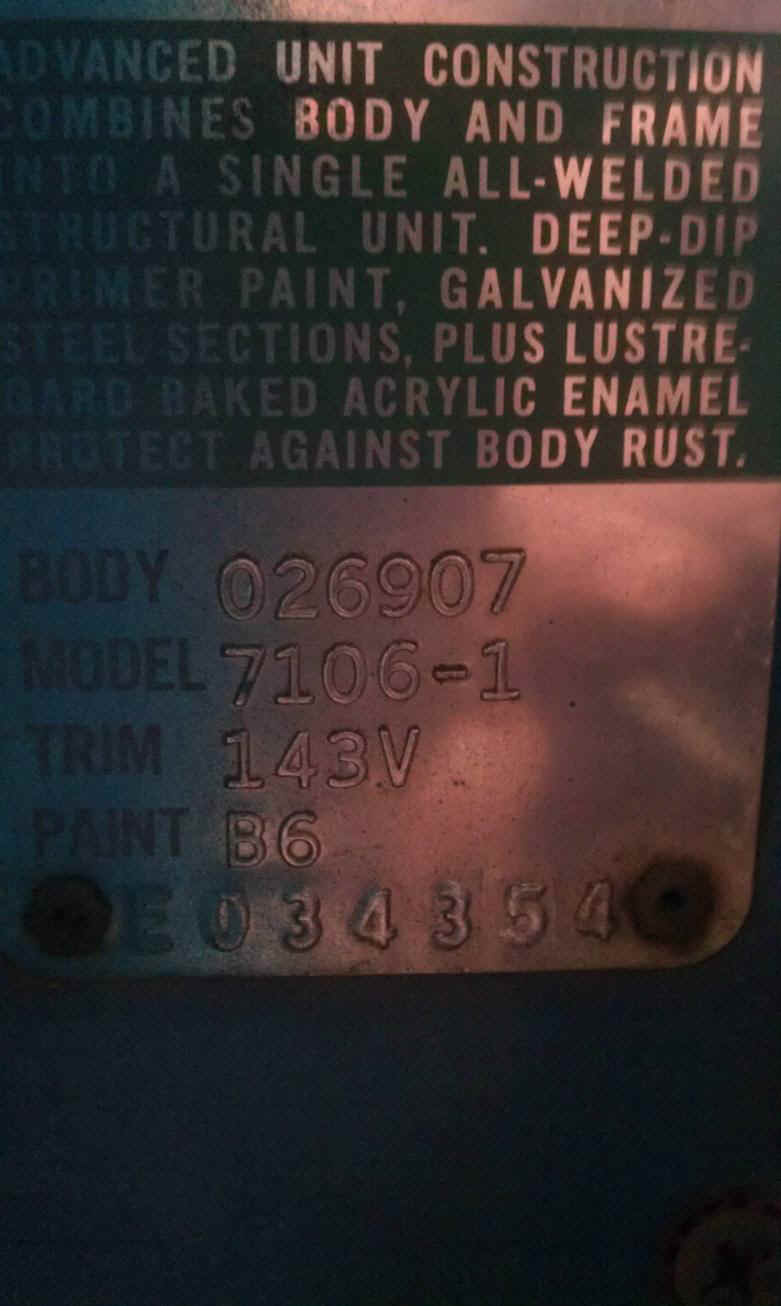 ADVANCED UNIT CONSTRUCTION
COMBINES BODY AND FRAME
INTO A SINGLE ALL-WELDED
STRUCTURAL UNIT. DEEP-DIP
PRIMER PAINT, GALVANIZED
STEEL SECTIONS, PLUS LUSTRE-
GARD BAKED ACRYLIC ENAMEL
PROTECT AGAINST BODY RUST.
BODY 026907
MODEL 7106-1
TRIM 143V
PAINT B6
E034354